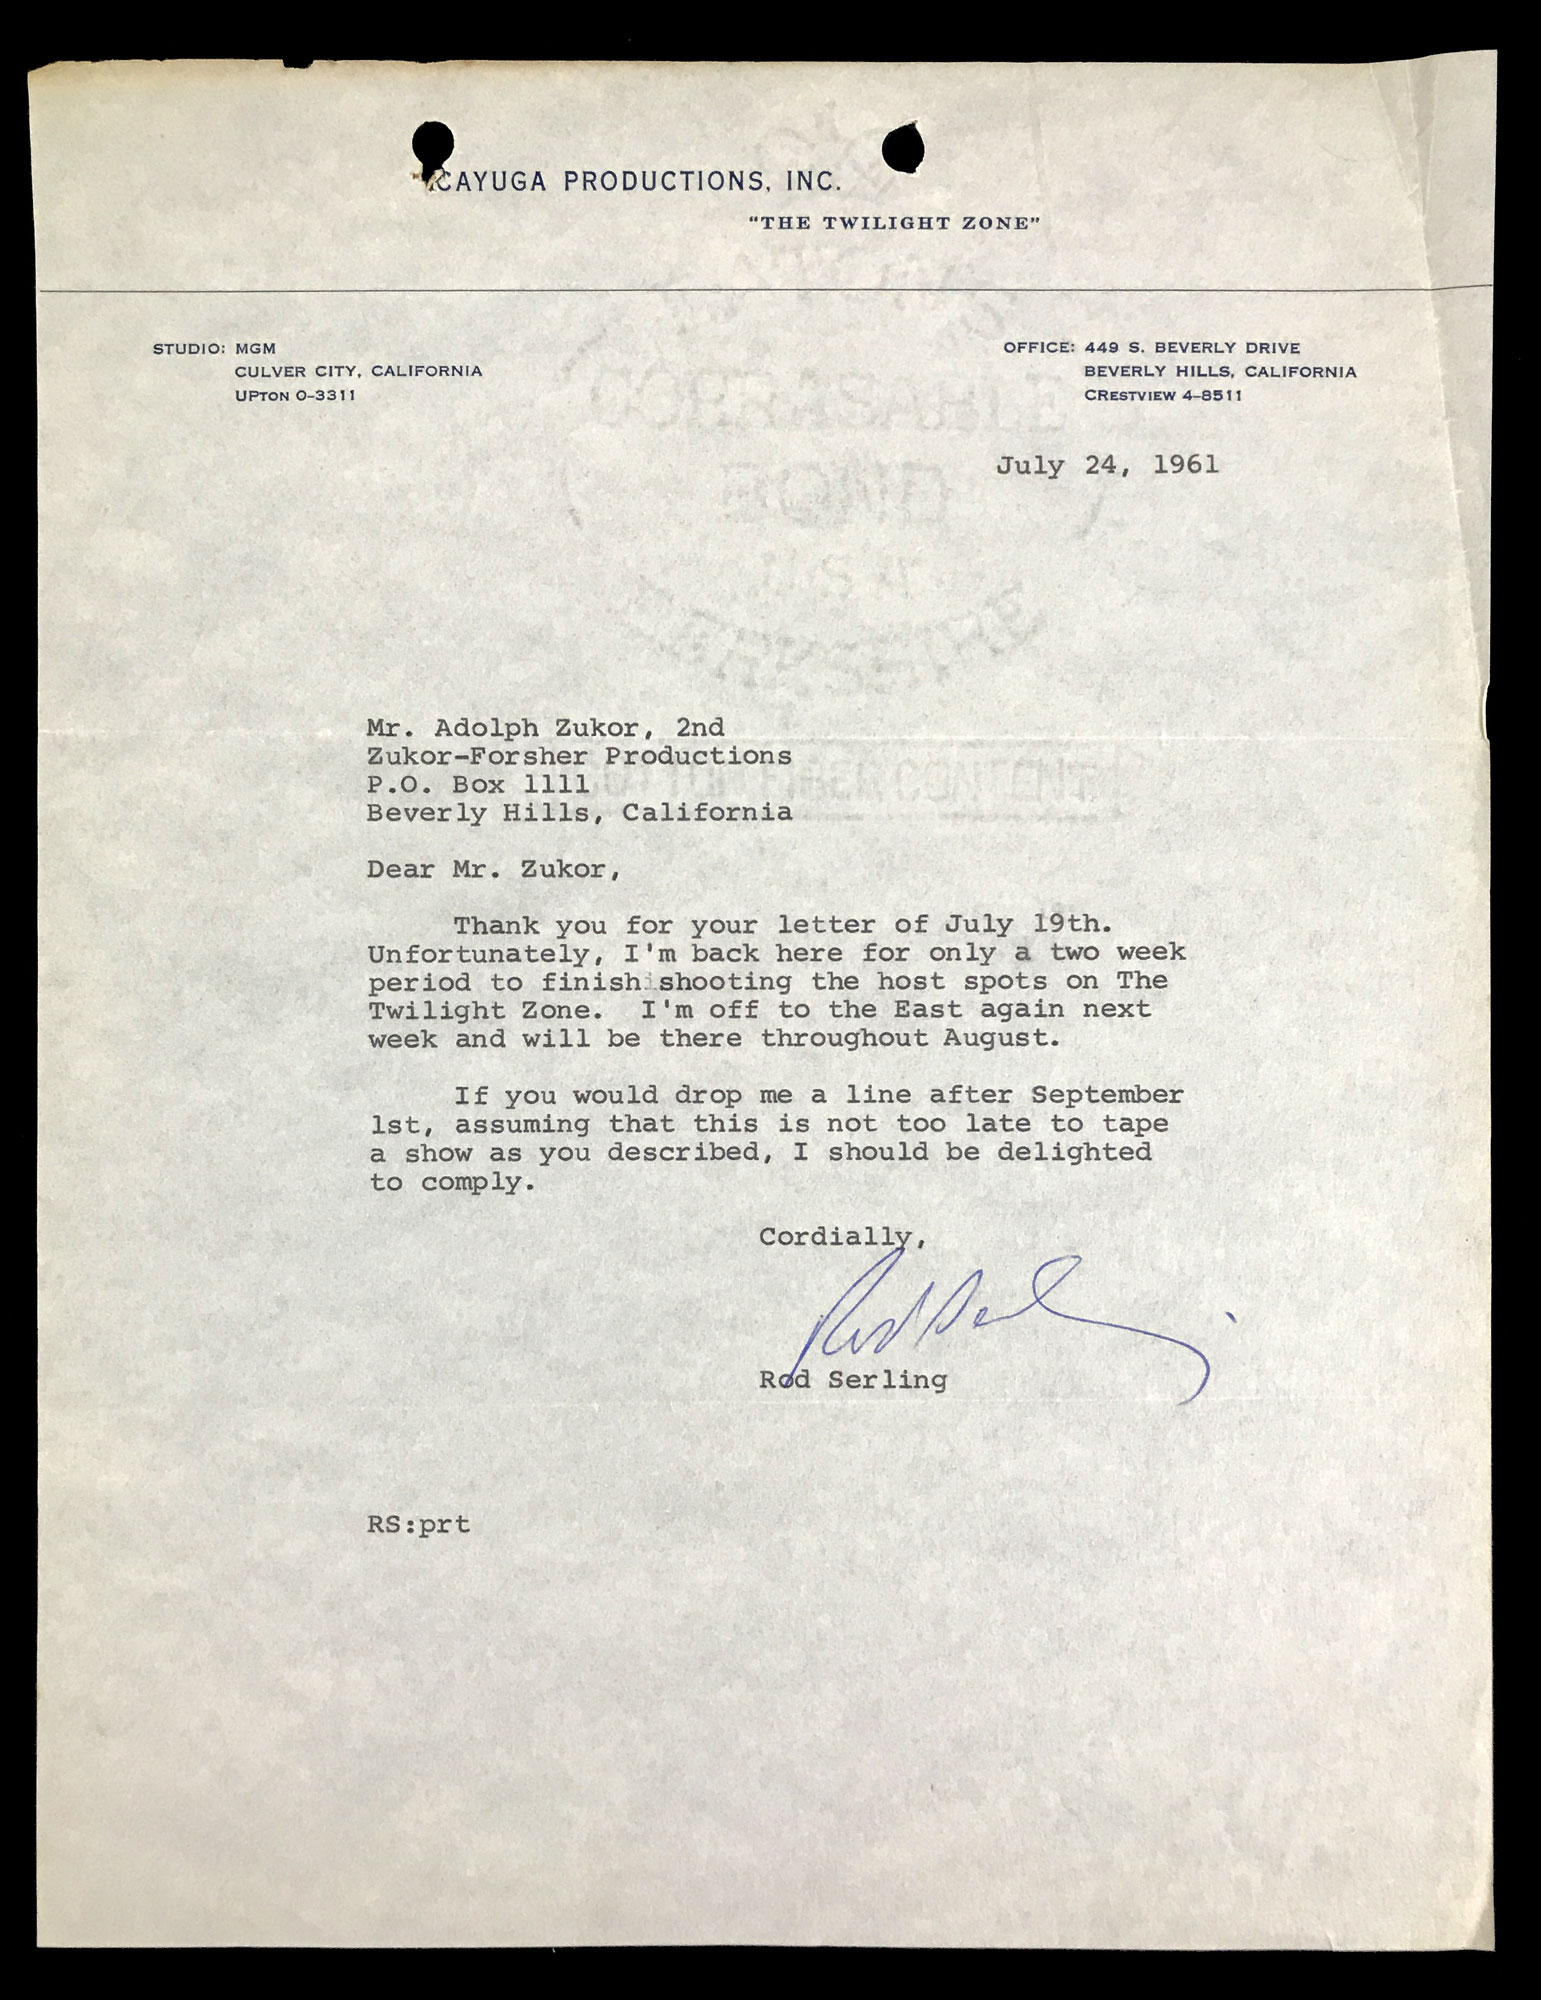 CAYUGA PRODUCTIONS, INC.
"THE TWILIGHT ZONE"
STUDIO: MGM
CULVER CITY, CALIFORNIA
UPTON 0-3311
OFFICE: 449 S. BEVERLY DRIVE
BEVERLY HILLS, CALIFORNIA
CRESTVIEW 4-8511
July 24, 1961
Mr. Adolph Zukor, 2nd
Zukor-Forsher Productions
P.O. Box 1111
Beverly Hills, California
Dear Mr. Zukor,
Thank you for your letter of July 19th.
Unfortunately, I'm back here for only a two week
period to finish shooting the host spots on The
Twilight Zone. I'm off to the East again next
week and will be there throughout August.
If you would drop me a line after September
1st, assuming that this is not too late to tape
a show as you described, I should be delighted
to comply.
Cordially,
Rod Serling
Rod Serling
RS:prt